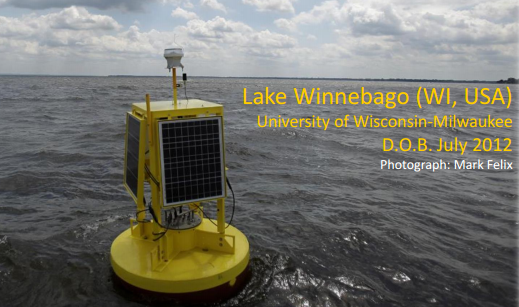 Lake Winnebago (WI, USA)
University of Wisconsin-Milwaukee
D.O.B. July 2012
Photograph: Mark Felix